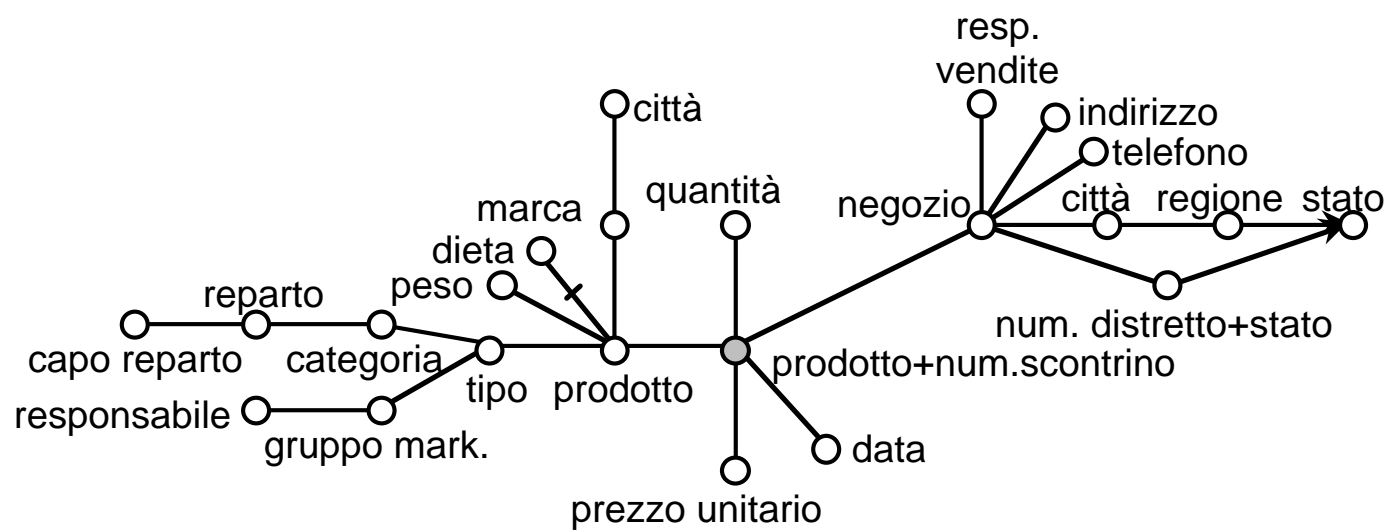 resp.
vendite
città
indirizzo
telefono
quantità
marca
negozio
città
regione
stato
dieta
peso
reparto
num. distretto+stato
capo reparto
categoria
prodotto+num.scontrino
tipo
prodotto
responsabile
gruppo mark.
data
prezzo unitario